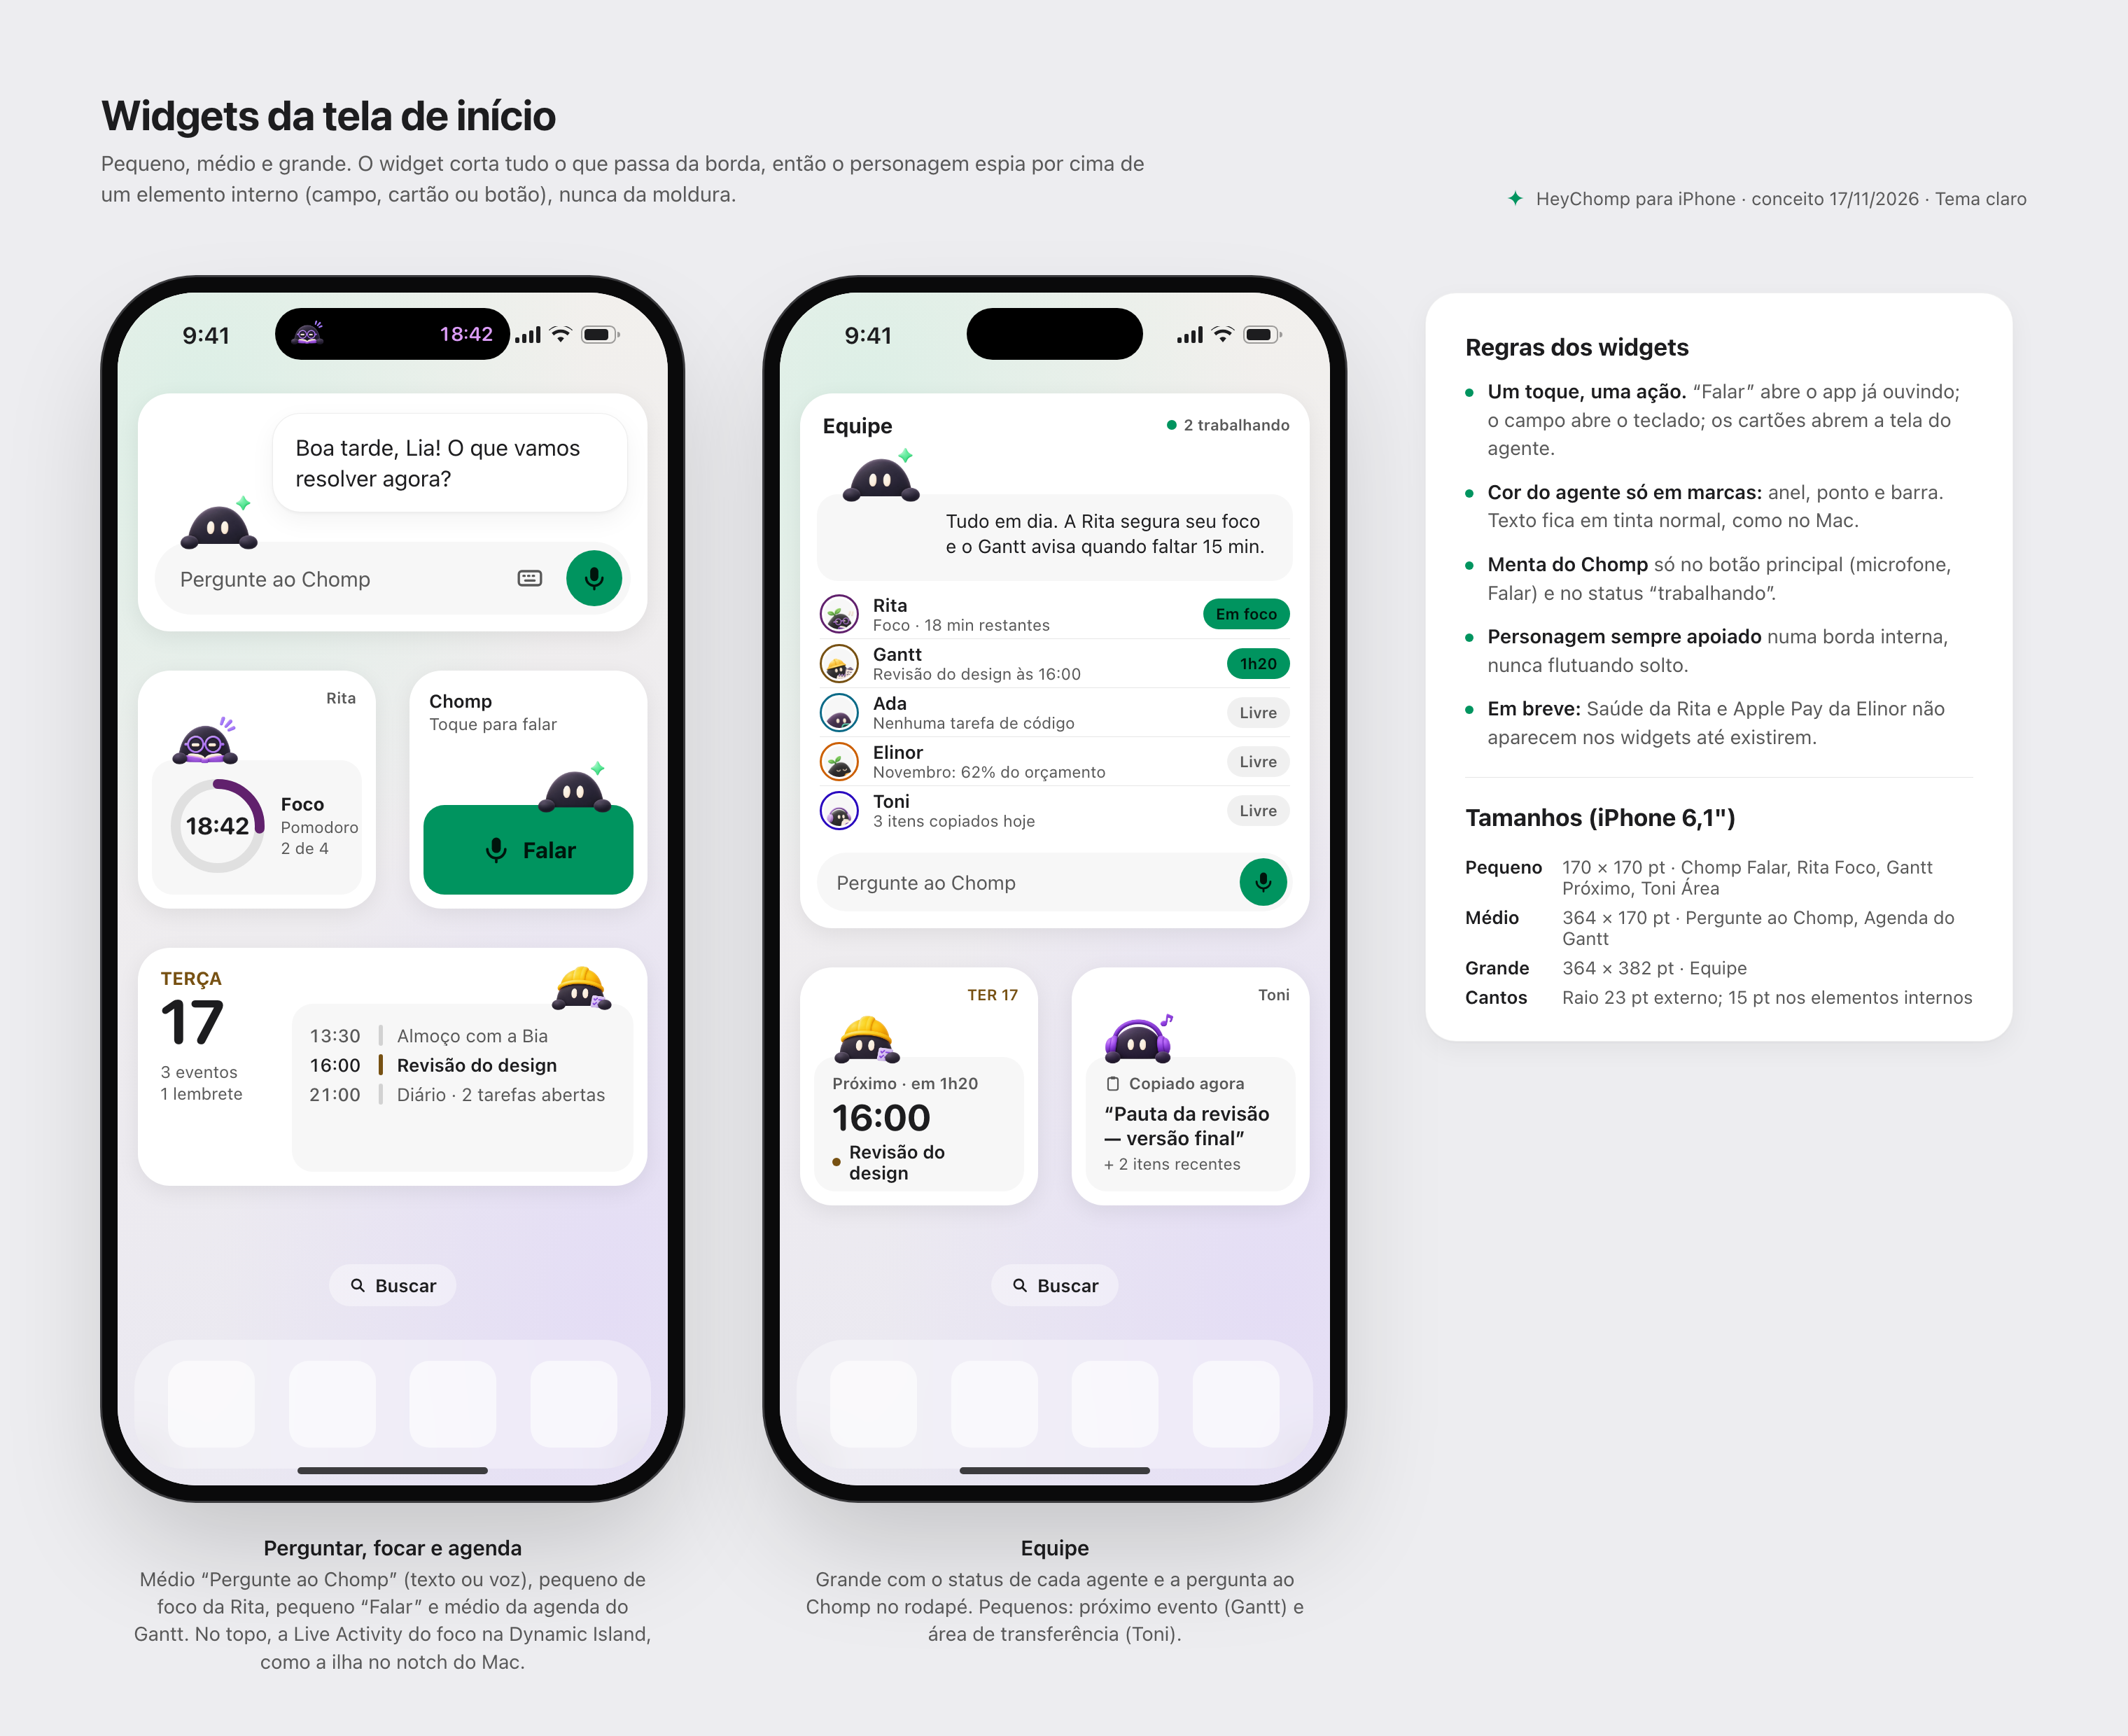 Widgets da tela de início
Pequeno, médio e grande. O widget corta tudo o que passa da borda, então o personagem espia por cima de
um elemento interno (campo, cartão ou botão), nunca da moldura.
HeyChomp para iPhone · conceito 17/11/2026 · Tema claro
9:41
18:42
Boa tarde, Lia! O que vamos
resolver agora?
Pergunte ao Chomp
Rita
18:42
Foco
Pomodoro
2 de 4
Chomp
Toque para falar
Falar
TERÇA
17
3 eventos
1 lembrete
13:30 Almoço com a Bia
16:00 Revisão do design
21:00 Diário · 2 tarefas abertas
Buscar
Perguntar, focar e agenda
Médio “Pergunte ao Chomp” (texto ou voz), pequeno de
foco da Rita, pequeno “Falar” e médio da agenda do
Gantt. No topo, a Live Activity do foco na Dynamic Island,
como a ilha no notch do Mac.
9:41
Equipe
2 trabalhando
Tudo em dia. A Rita segura seu foco
e o Gantt avisa quando faltar 15 min.
Rita
Foco · 18 min restantes
Em foco
Gantt
Revisão do design às 16:00
1h20
Ada
Nenhuma tarefa de código
Livre
Elinor
Novembro: 62% do orçamento
Livre
Toni
3 itens copiados hoje
Livre
Pergunte ao Chomp
TER 17
Próximo · em 1h20
16:00
Revisão do
design
Toni
Copiado agora
“Pauta da revisão
— versão final”
+ 2 itens recentes
Buscar
Equipe
Grande com o status de cada agente e a pergunta ao
Chomp no rodapé. Pequenos: próximo evento (Gantt) e
área de transferência (Toni).
Regras dos widgets
Um toque, uma ação. “Falar” abre o app já ouvindo;
o campo abre o teclado; os cartões abrem a tela do
agente.
Cor do agente só em marcas: anel, ponto e barra.
Texto fica em tinta normal, como no Mac.
Menta do Chomp só no botão principal (microfone,
Falar) e no status “trabalhando”.
Personagem sempre apoiado numa borda interna,
nunca flutuando solto.
Em breve: Saúde da Rita e Apple Pay da Elinor não
aparecem nos widgets até existirem.
Tamanhos (iPhone 6,1")
Pequeno 170 × 170 pt · Chomp Falar, Rita Foco, Gantt
Próximo, Toni Área
Médio 364 × 170 pt · Pergunte ao Chomp, Agenda do
Gantt
Grande 364 × 382 pt · Equipe
Cantos Raio 23 pt externo; 15 pt nos elementos internos